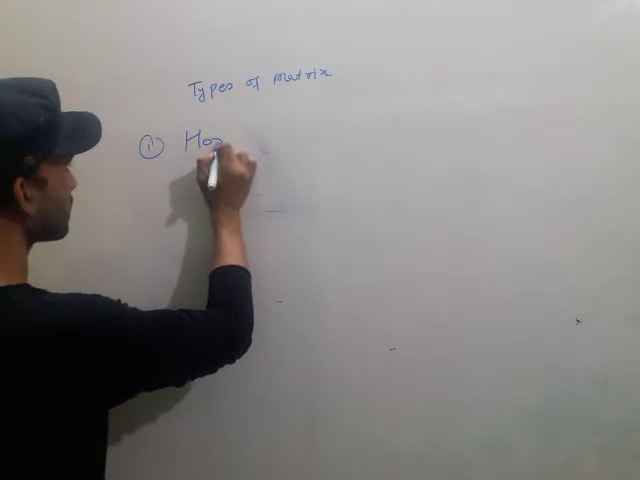 Types of matrix
① Ho